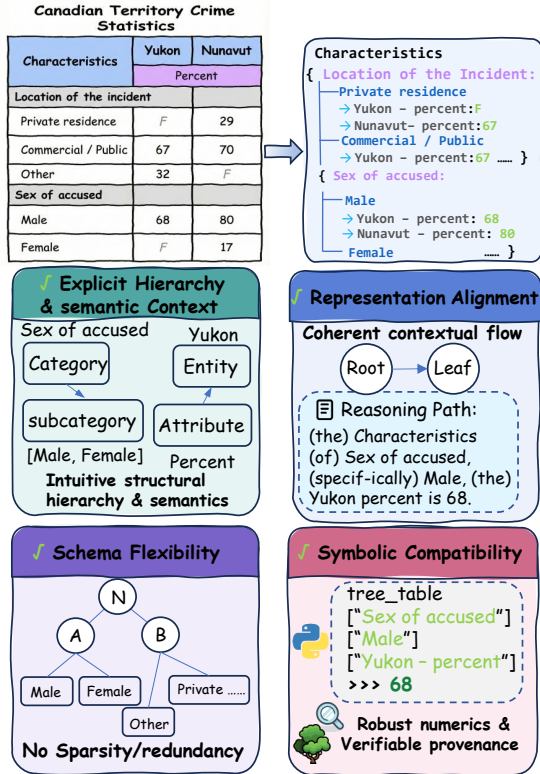 Canadian Territory Crime
Statistics
Characteristics
Yukon
Nunavut
Percent
Location of the incident
Private residence F 29
Commercial / Public 67 70
Other 32 F
Sex of accused
Male 68 80
Female F 17
Characteristics
{ Location of the Incident:
Private residence
→ Yukon – percent:F
→ Nunavut– percent:67
Commercial / Public
→ Yukon – percent:67 …… }
{ Sex of accused:
Male
→ Yukon – percent: 68
→ Nunavut – percent: 80
Female …… }
√ Explicit Hierarchy
& semantic Context
Sex of accused
Category
subcategory
[Male, Female]
Yukon
Entity
Attribute
Percent
Intuitive structural
hierarchy & semantics
√ Representation Alignment
Coherent contextual flow
Root
Leaf
Reasoning Path:
(the) Characteristics
(of) Sex of accused,
(specif-ically) Male, (the)
Yukon percent is 68.
√ Schema Flexibility
N
A
B
Male
Female
Private ……
Other
No Sparsity/redundancy
√ Symbolic Compatibility
tree_table
[“Sex of accused”]
[“Male”]
[“Yukon – percent”]
>>> 68
Robust numerics &
Verifiable provenance